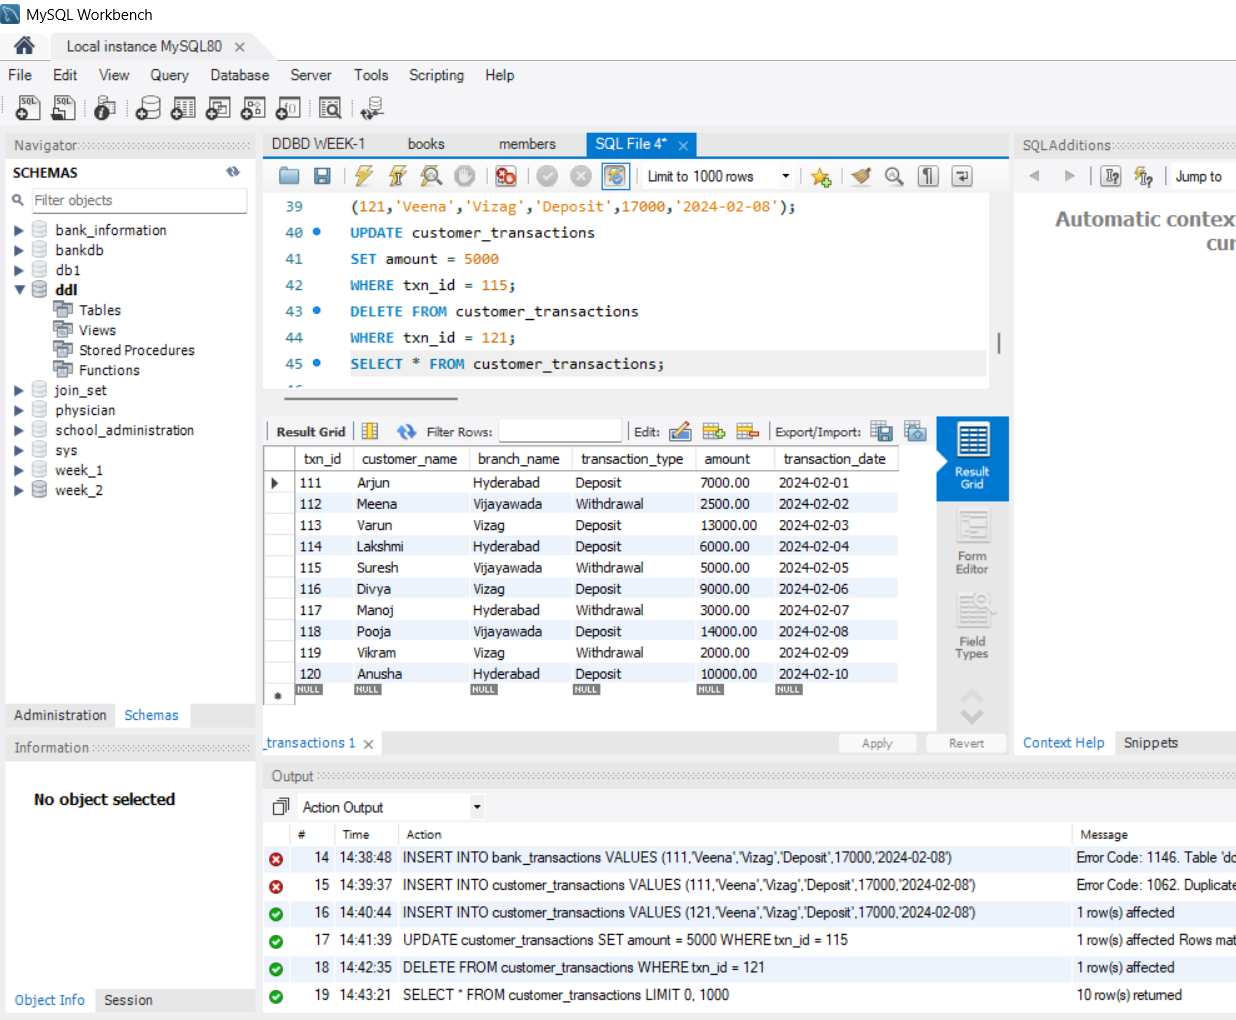 MySQL Workbench
Local instance MySQL80
File Edit View Query Database Server Tools Scripting Help
Navigator
SCHEMAS
Filter objects
bank_information
bankdb
db1
ddl
Tables
Views
Stored Procedures
Functions
join_set
physician
school_administration
sys
week_1
week_2
Administration Schemas
Information
No object selected
Object Info Session
DDBD WEEK-1 books members SQL File 4*
Limit to 1000 rows
39 (121,'Veena','Vizag','Deposit',17000,'2024-02-08');
40 UPDATE customer_transactions
41 SET amount = 5000
42 WHERE txn_id = 115;
43 DELETE FROM customer_transactions
44 WHERE txn_id = 121;
45 SELECT * FROM customer_transactions;
Result Grid Filter Rows: Edit: Export/Import:
txn_id customer_name branch_name transaction_type amount transaction_date
111 Arjun Hyderabad Deposit 7000.00 2024-02-01
112 Meena Vijayawada Withdrawal 2500.00 2024-02-02
113 Varun Vizag Deposit 13000.00 2024-02-03
114 Lakshmi Hyderabad Deposit 6000.00 2024-02-04
115 Suresh Vijayawada Withdrawal 5000.00 2024-02-05
116 Divya Vizag Deposit 9000.00 2024-02-06
117 Manoj Hyderabad Withdrawal 3000.00 2024-02-07
118 Pooja Vijayawada Deposit 14000.00 2024-02-08
119 Vikram Vizag Withdrawal 2000.00 2024-02-09
120 Anusha Hyderabad Deposit 10000.00 2024-02-10
NULL NULL NULL NULL NULL NULL
Result
Grid
Form
Editor
Field
Types
_transactions 1 Apply Revert
SQLAdditions
Jump to
Automatic context
cur
Context Help Snippets
Output
Action Output
# Time Action Message
14 14:38:48 INSERT INTO bank_transactions VALUES (111,'Veena','Vizag','Deposit',17000,'2024-02-08') Error Code: 1146. Table 'dd
15 14:39:37 INSERT INTO customer_transactions VALUES (111,'Veena','Vizag','Deposit',17000,'2024-02-08') Error Code: 1062. Duplicate
16 14:40:44 INSERT INTO customer_transactions VALUES (121,'Veena','Vizag','Deposit',17000,'2024-02-08') 1 row(s) affected
17 14:41:39 UPDATE customer_transactions SET amount = 5000 WHERE txn_id = 115 1 row(s) affected Rows mat
18 14:42:35 DELETE FROM customer_transactions WHERE txn_id = 121 1 row(s) affected
19 14:43:21 SELECT * FROM customer_transactions LIMIT 0, 1000 10 row(s) returned